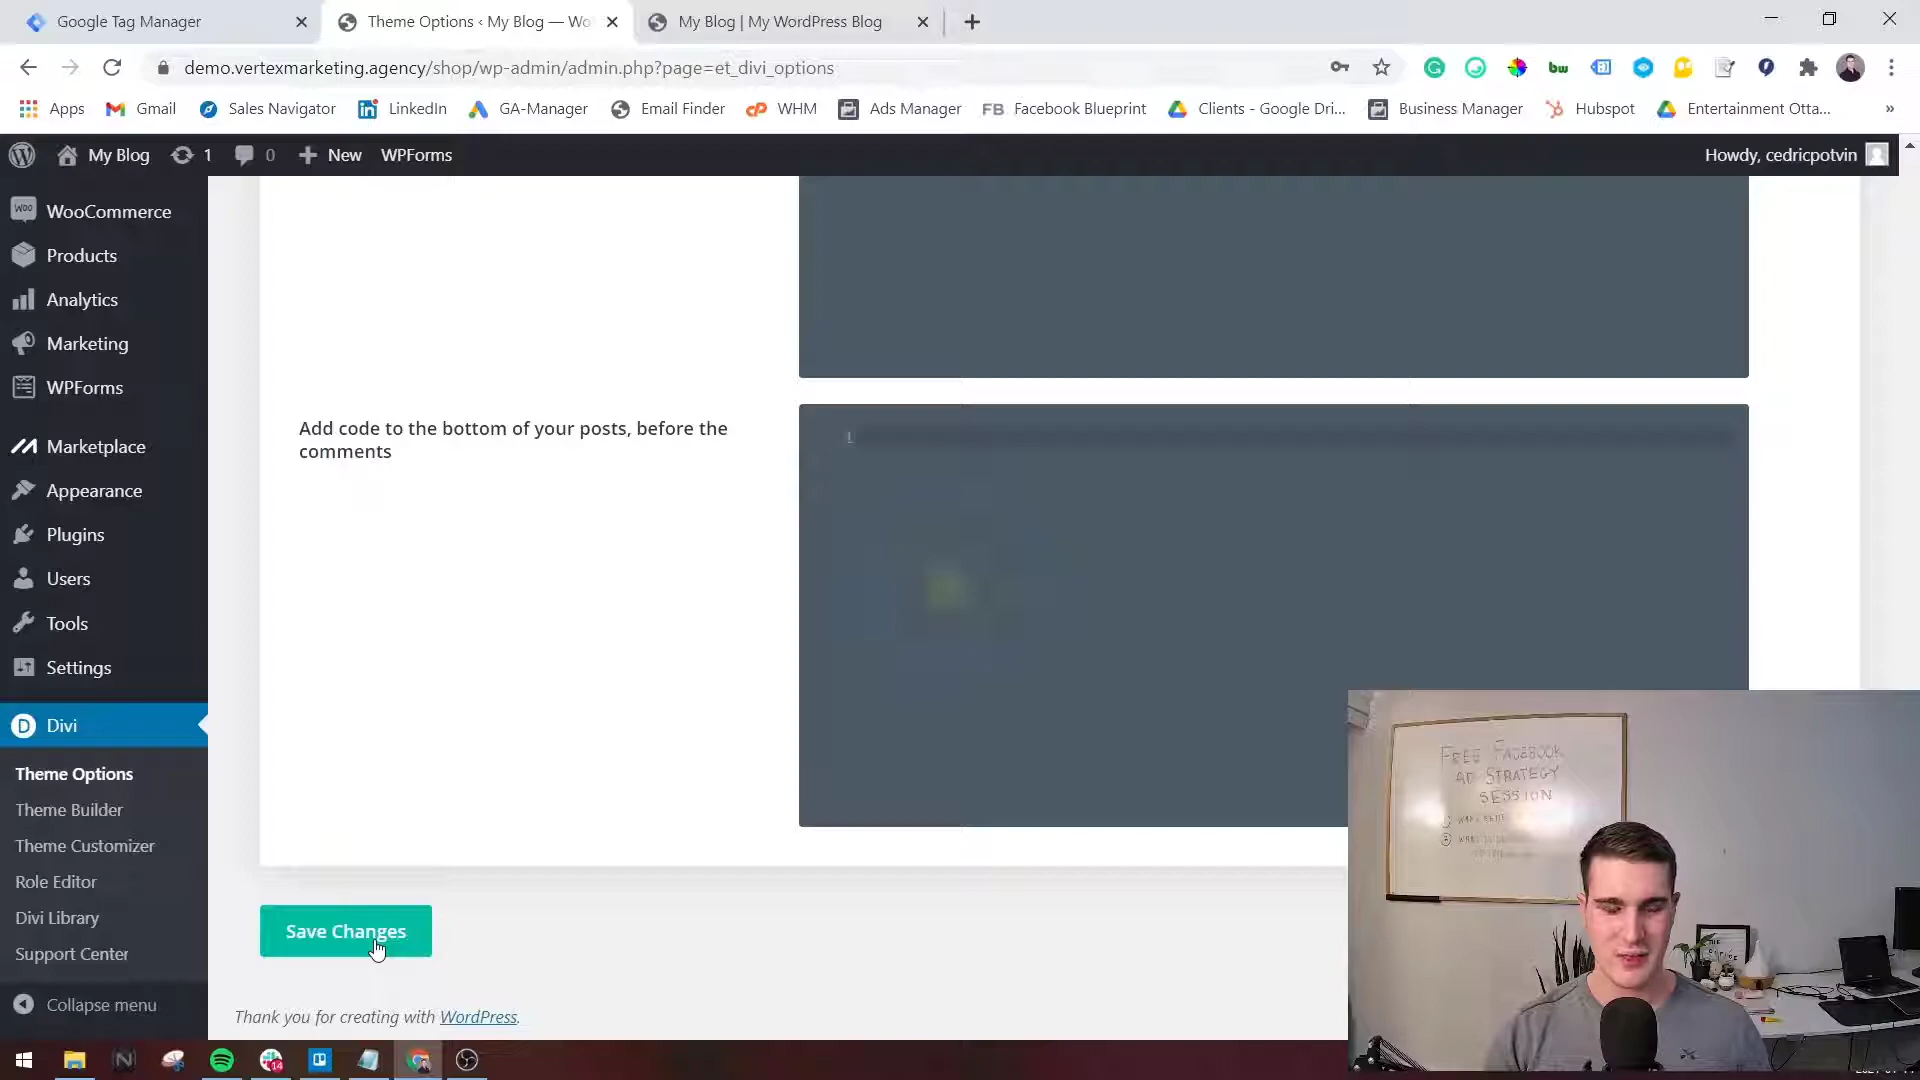 Google Tag Manager
Theme Options ‹ My Blog — Wo
My Blog | My WordPress Blog
demo.vertexmarketing.agency/shop/wp-admin/admin.php?page=et_divi_options
Apps
Gmail
Sales Navigator
LinkedIn
GA-Manager
Email Finder
WHM
Ads Manager
FB Facebook Blueprint
Clients - Google Dri...
Business Manager
Hubspot
Entertainment Otta...
»
My Blog
1
0
New
WPForms
Howdy, cedricpotvin
WooCommerce
Products
Analytics
Marketing
WPForms
Marketplace
Appearance
Plugins
Users
Tools
Settings
Divi
Theme Options
Theme Builder
Theme Customizer
Role Editor
Divi Library
Support Center
Collapse menu
Add code to the bottom of your posts, before the
comments
1
Save Changes
Thank you for creating with WordPress.
FREE FACEBOOK
AD STRATEGY
SESSION
THE
OFFICE
14